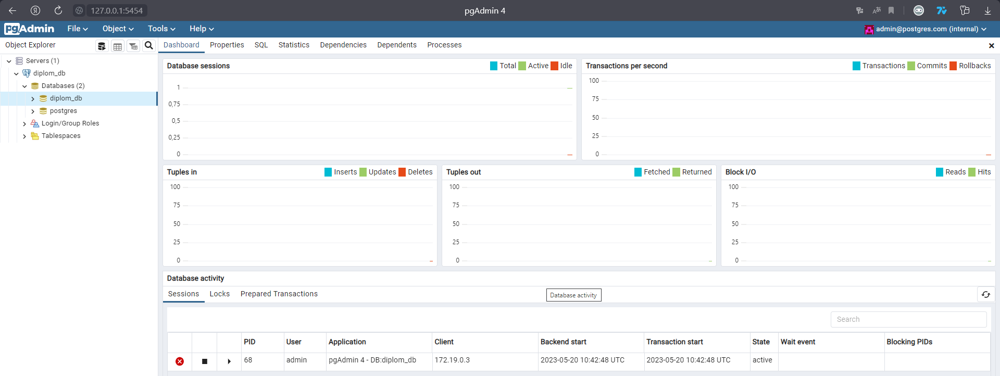 127.0.0.1:5454
pgAdmin 4
pgAdmin
File
Object
Tools
Help
admin@postgres.com (internal)
Object Explorer
Dashboard
Properties
SQL
Statistics
Dependencies
Dependents
Processes
Servers (1)
diplom_db
Databases (2)
diplom_db
postgres
Login/Group Roles
Tablespaces
Database sessions
Total
Active
Idle
1
0,75
0,5
0,25
0
Transactions per second
Transactions
Commits
Rollbacks
100
75
50
25
0
Tuples in
Inserts
Updates
Deletes
100
75
50
25
0
Tuples out
Fetched
Returned
100
75
50
25
0
Block I/O
Reads
Hits
100
75
50
25
0
Database activity
Sessions
Locks
Prepared Transactions
Database activity
Search
PID User Application Client Backend start Transaction start State Wait event Blocking PIDs
68 admin pgAdmin 4 - DB:diplom_db 172.19.0.3 2023-05-20 10:42:48 UTC 2023-05-20 10:42:48 UTC active